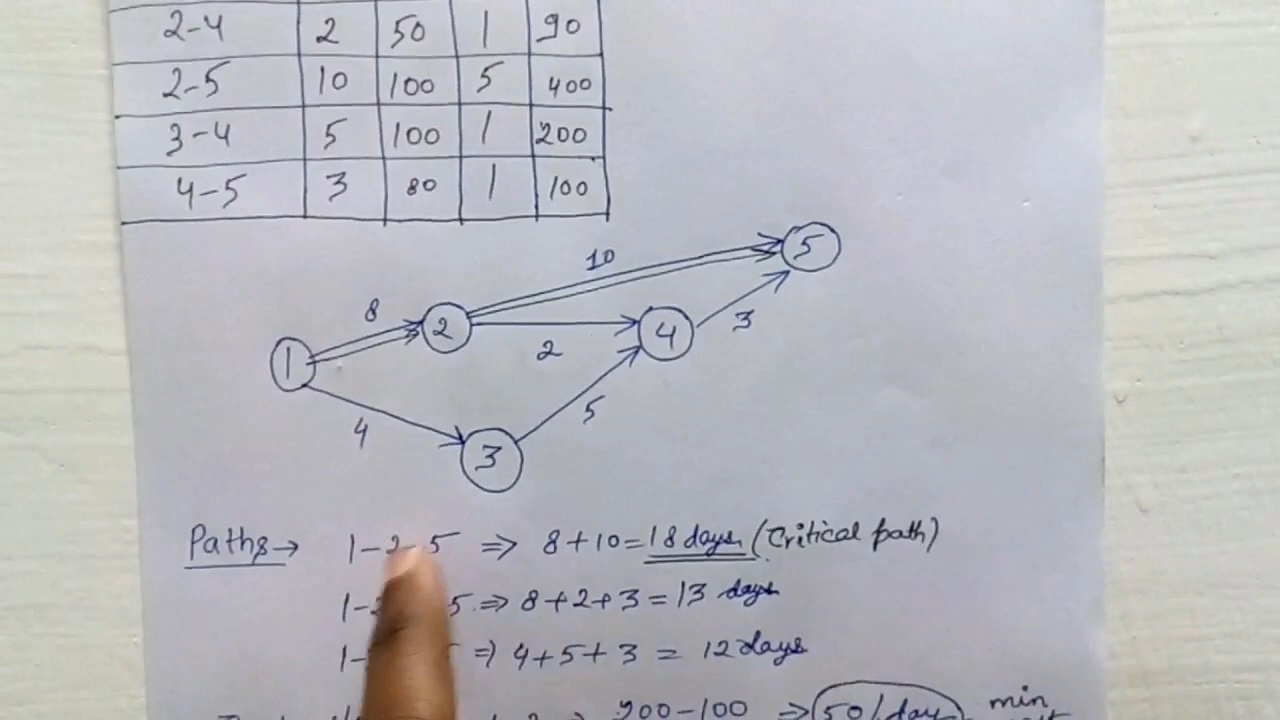 2-4 2 50 1 90
2-5 10 100 5 400
3-4 5 100 1 200
4-5 3 80 1 100
10
5
8
2
4
3
1
2
5
4
3
Paths → 1-2-5 ⇒ 8+10=18 days (Critical path)
1- 5 ⇒ 8+2+3=13 days
1- ⇒ 4+5+3 = 12 days
200-100 ⇒ 50/day min